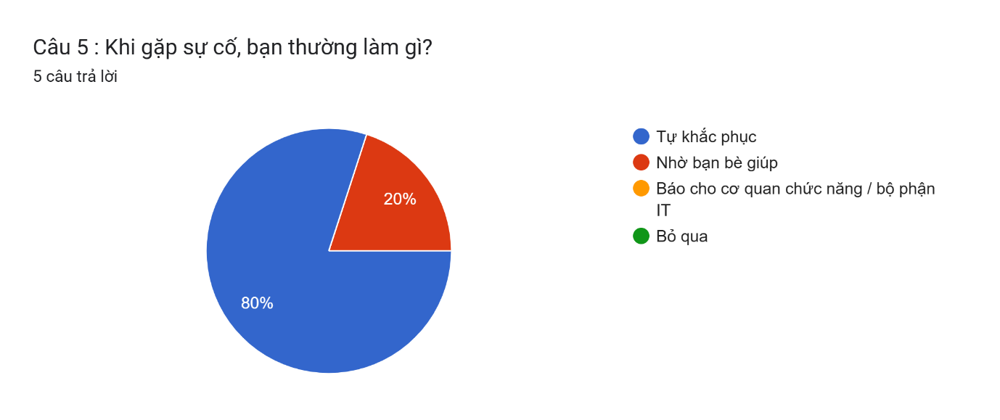 Câu 5 : Khi gặp sự cố, bạn thường làm gì?
5 câu trả lời
Tự khắc phục
Nhờ bạn bè giúp
Báo cho cơ quan chức năng / bộ phận
IT
Bỏ qua
20%
80%